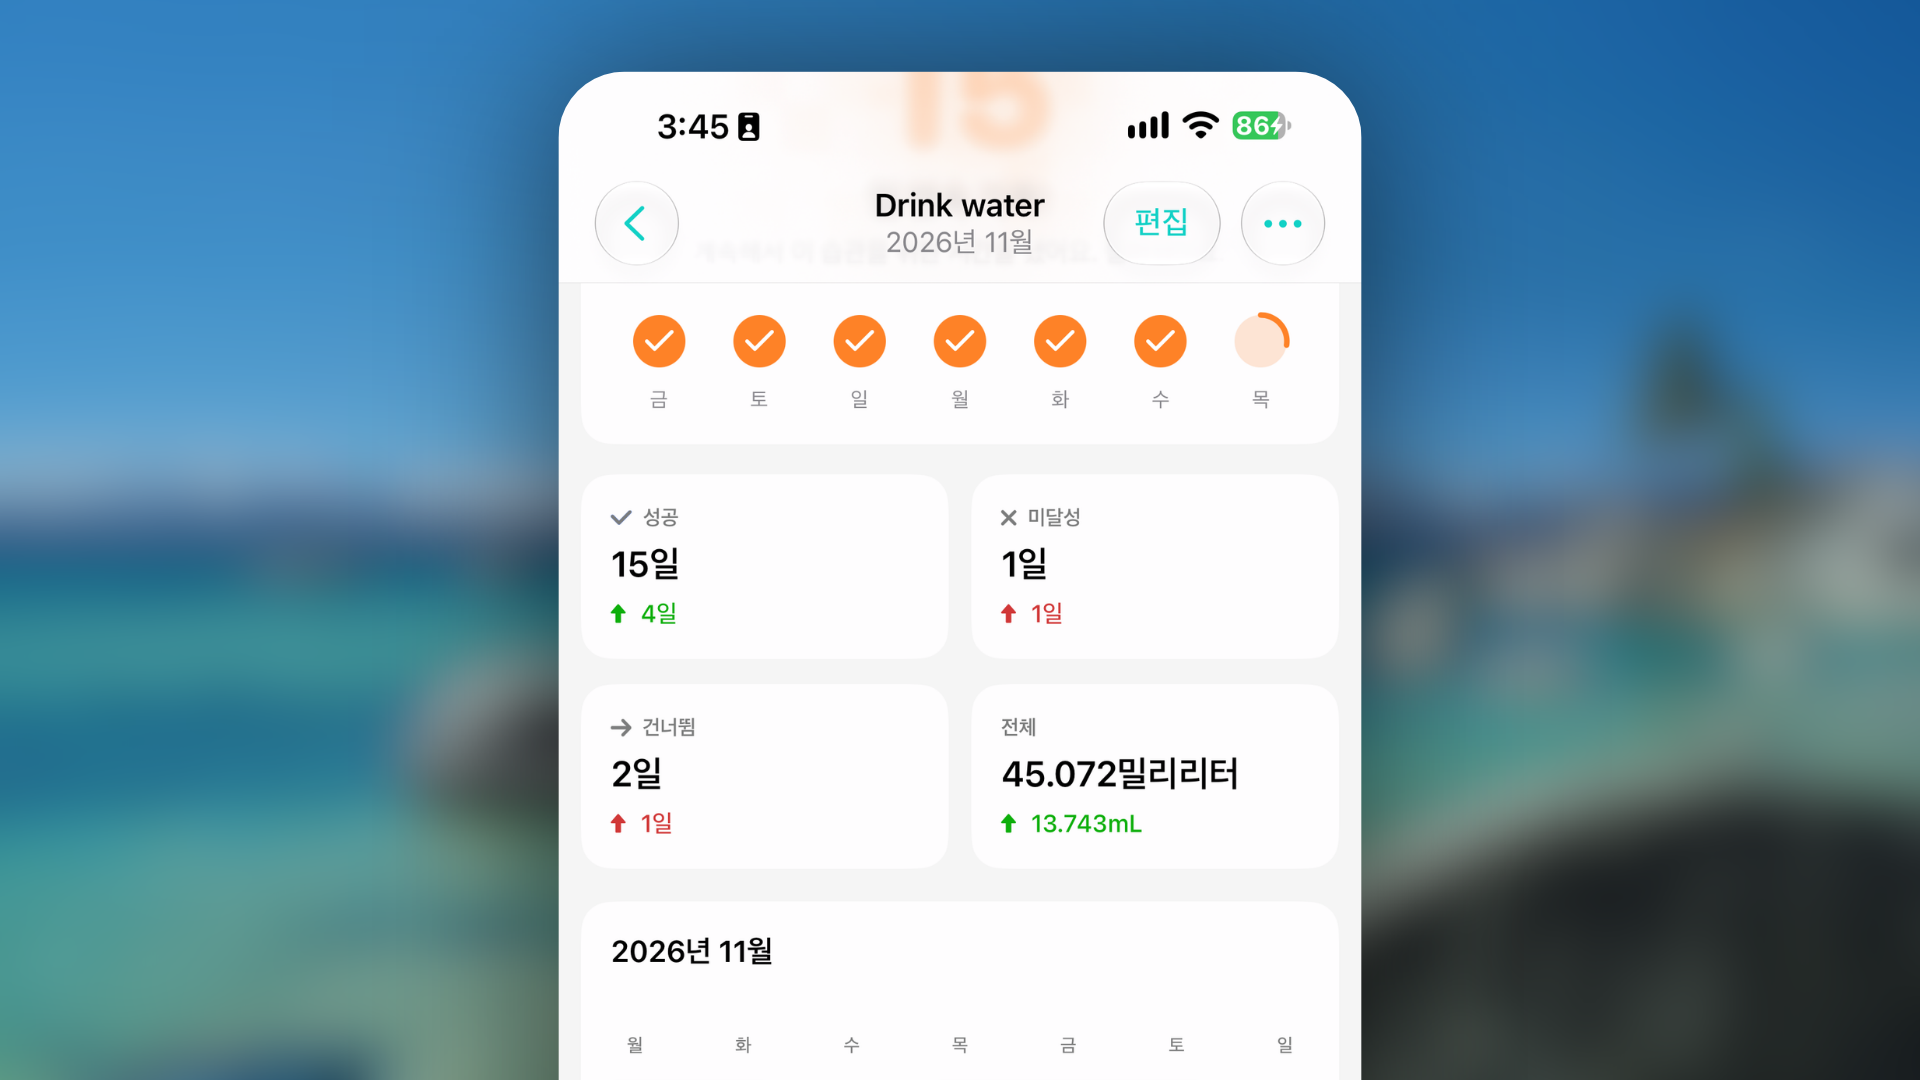 15
3:45
86
Drink water
2026년 11월
편집
금 토 일 월 화 수 목
성공
15일
4일
미달성
1일
1일
건너뜀
2일
1일
전체
45.072밀리리터
13.743mL
2026년 11월
월 화 수 목 금 토 일